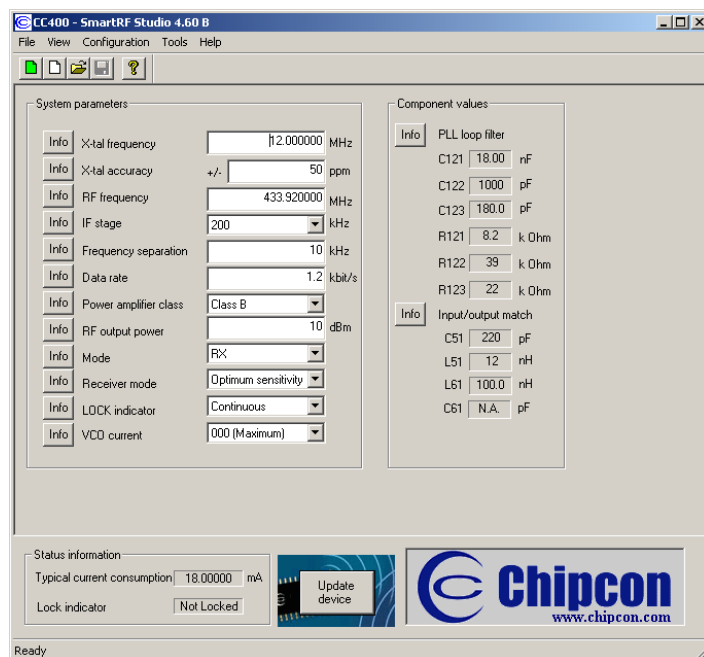 CC400 - SmartRF Studio 4.60 B
File View Configuration Tools Help
System parameters
Info X-tal frequency 12.000000 MHz
Info X-tal accuracy +/- 50 ppm
Info RF frequency 433.920000 MHz
Info IF stage 200 kHz
Info Frequency separation 10 kHz
Info Data rate 1.2 kbit/s
Info Power amplifier class Class B
Info RF output power 10 dBm
Info Mode RX
Info Receiver mode Optimum sensitivity
Info LOCK indicator Continuous
Info VCO current 000 (Maximum)
Component values
Info PLL loop filter
C121 18.00 nF
C122 1000 pF
C123 180.0 pF
R121 8.2 k Ohm
R122 39 k Ohm
R123 22 k Ohm
Info Input/output match
C51 220 pF
L51 12 nH
L61 100.0 nH
C61 N.A. pF
Status information
Typical current consumption 18.00000 mA
Lock indicator Not Locked
Update
device
Chipcon
www.chipcon.com
Ready